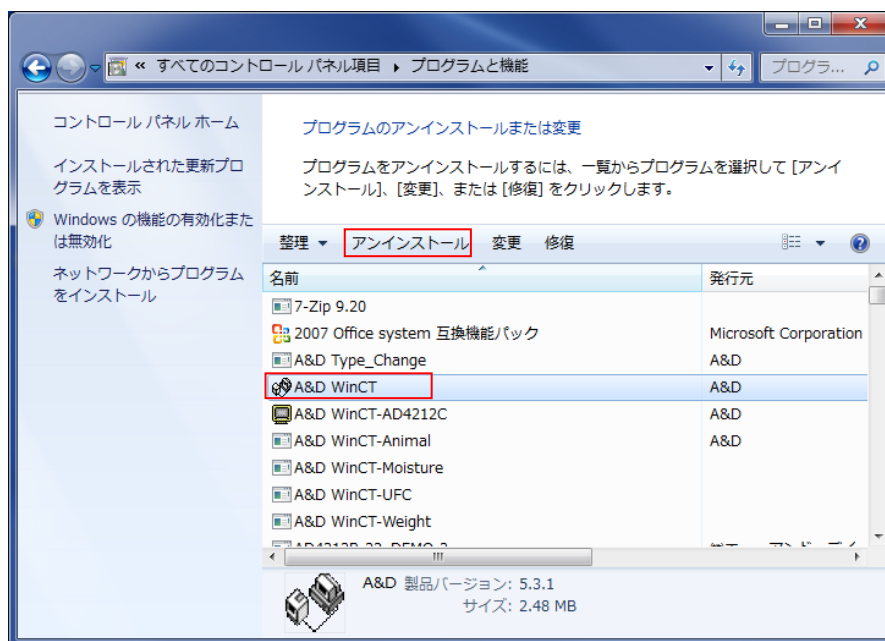 « すべてのコントロール パネル項目 ▸ プログラムと機能
プログラ...
コントロール パネル ホーム
インストールされた更新プロ
グラムを表示
Windows の機能の有効化また
は無効化
ネットワークからプログラム
をインストール
プログラムのアンインストールまたは変更
プログラムをアンインストールするには、一覧からプログラムを選択して [アンイ
ンストール]、[変更]、または [修復] をクリックします。
整理 アンインストール 変更 修復
名前 発行元
7-Zip 9.20
2007 Office system 互換機能パック Microsoft Corporation
A&D Type_Change A&D
A&D WinCT A&D
A&D WinCT-AD4212C A&D
A&D WinCT-Animal A&D
A&D WinCT-Moisture
A&D WinCT-UFC
A&D WinCT-Weight
A&D 製品バージョン: 5.3.1
サイズ: 2.48 MB